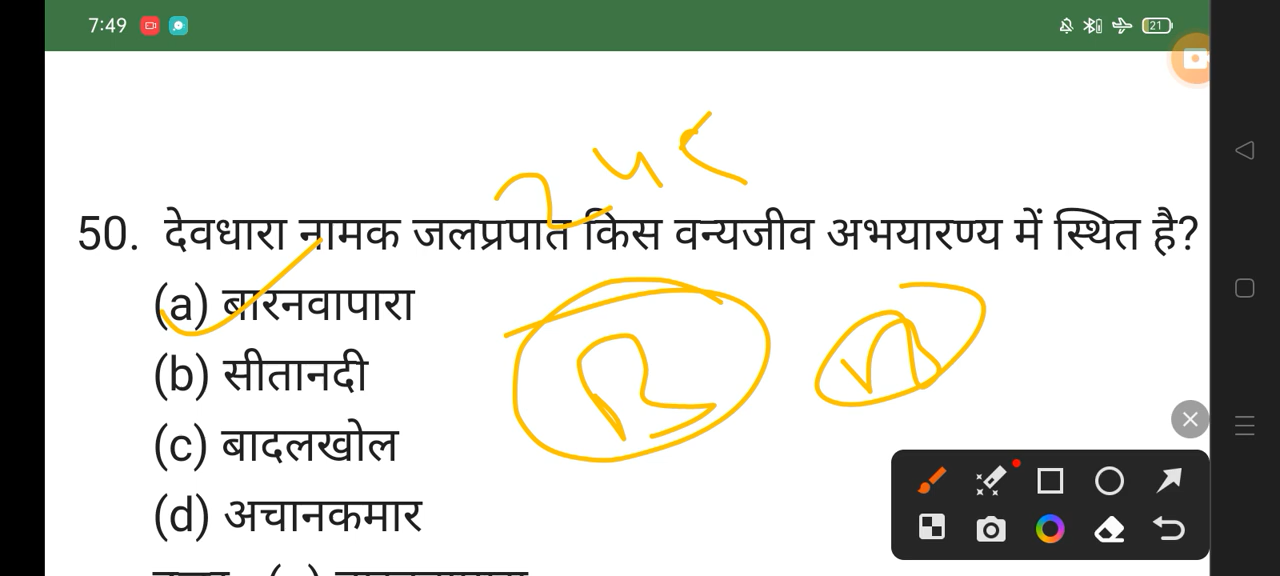 7:49 21
50. देवधारा नामक जलप्रपात किस वन्यजीव अभयारण्य में स्थित है?
(a) बारनवापारा
(b) सीतानदी
(c) बादलखोल
(d) अचानकमार